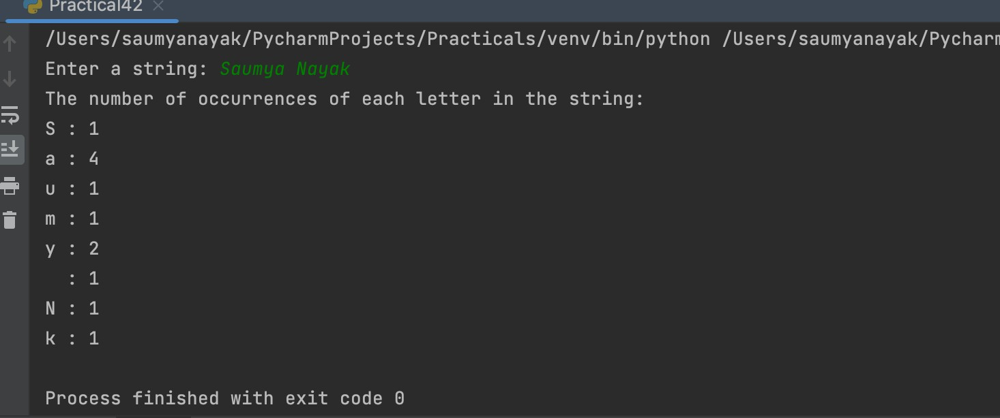 Practical42
/Users/saumyanayak/PycharmProjects/Practicals/venv/bin/python /Users/saumyanayak/Pycharm
Enter a string: Saumya Nayak
The number of occurrences of each letter in the string:
S : 1
a : 4
u : 1
m : 1
y : 2
  : 1
N : 1
k : 1
Process finished with exit code 0